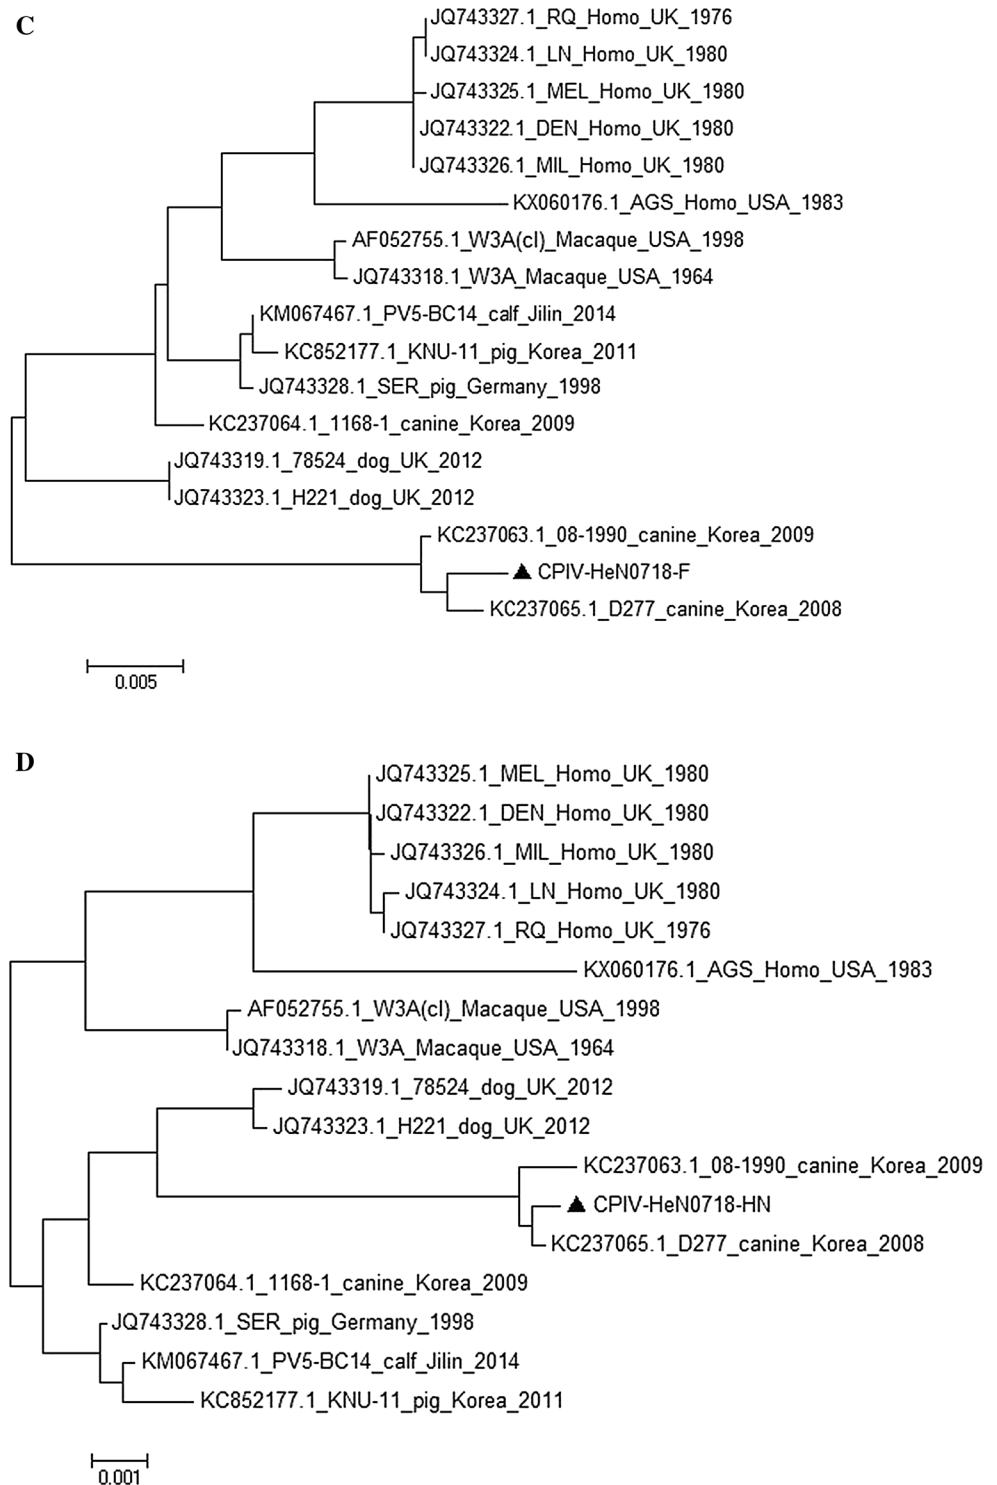 C
JQ743327.1_RQ_Homo_UK_1976
JQ743324.1_LN_Homo_UK_1980
JQ743325.1_MEL_Homo_UK_1980
JQ743322.1_DEN_Homo_UK_1980
JQ743326.1_MIL_Homo_UK_1980
KX060176.1_AGS_Homo_USA_1983
AF052755.1_W3A(cl)_Macaque_USA_1998
JQ743318.1_W3A_Macaque_USA_1964
KM067467.1_PV5-BC14_calf_Jilin_2014
KC852177.1_KNU-11_pig_Korea_2011
JQ743328.1_SER_pig_Germany_1998
KC237064.1_1168-1_canine_Korea_2009
JQ743319.1_78524_dog_UK_2012
JQ743323.1_H221_dog_UK_2012
KC237063.1_08-1990_canine_Korea_2009
CPIV-HeN0718-F
KC237065.1_D277_canine_Korea_2008
0.005
D
JQ743325.1_MEL_Homo_UK_1980
JQ743322.1_DEN_Homo_UK_1980
JQ743326.1_MIL_Homo_UK_1980
JQ743324.1_LN_Homo_UK_1980
JQ743327.1_RQ_Homo_UK_1976
KX060176.1_AGS_Homo_USA_1983
AF052755.1_W3A(cl)_Macaque_USA_1998
JQ743318.1_W3A_Macaque_USA_1964
JQ743319.1_78524_dog_UK_2012
JQ743323.1_H221_dog_UK_2012
KC237063.1_08-1990_canine_Korea_2009
CPIV-HeN0718-HN
KC237065.1_D277_canine_Korea_2008
KC237064.1_1168-1_canine_Korea_2009
JQ743328.1_SER_pig_Germany_1998
KM067467.1_PV5-BC14_calf_Jilin_2014
KC852177.1_KNU-11_pig_Korea_2011
0.001